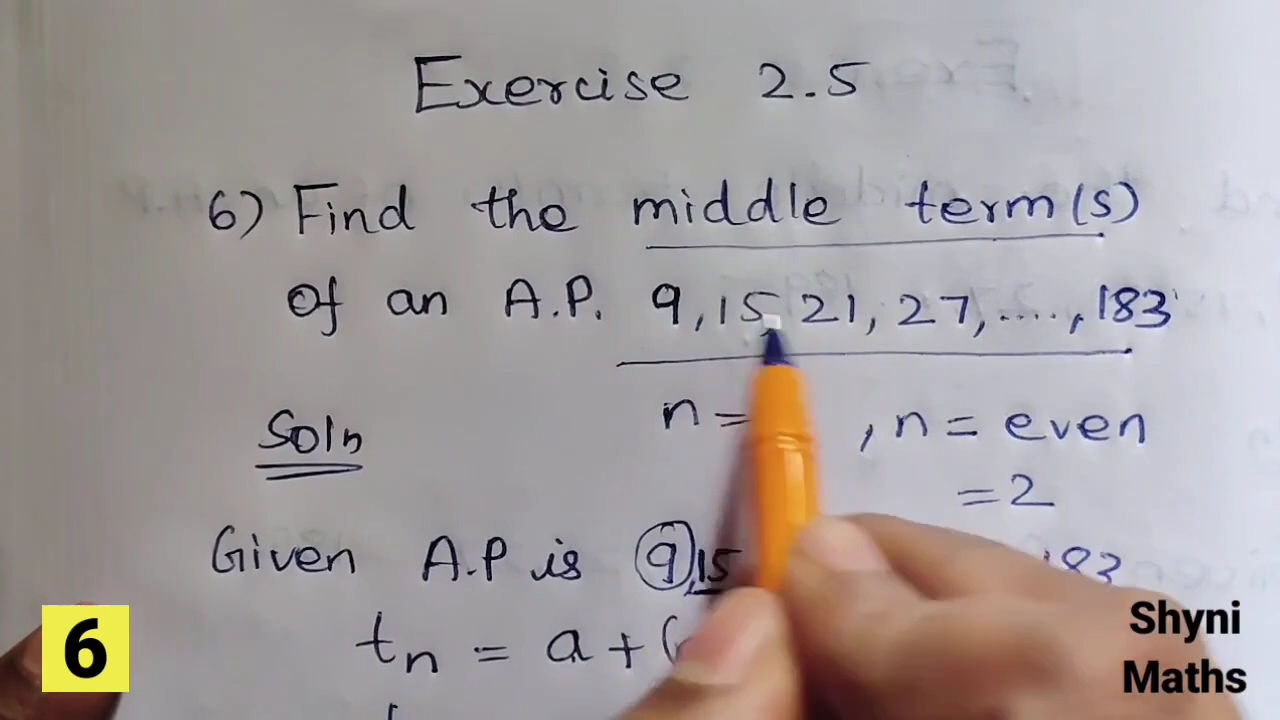 Exercise 2.5
6) Find the middle term(s)
of an A.P. 9, 15 21, 27, ...., 183
Soln
n = , n = even
= 2
Given A.P is 9, 15 183
tn = a + (
6
Shyni
Maths